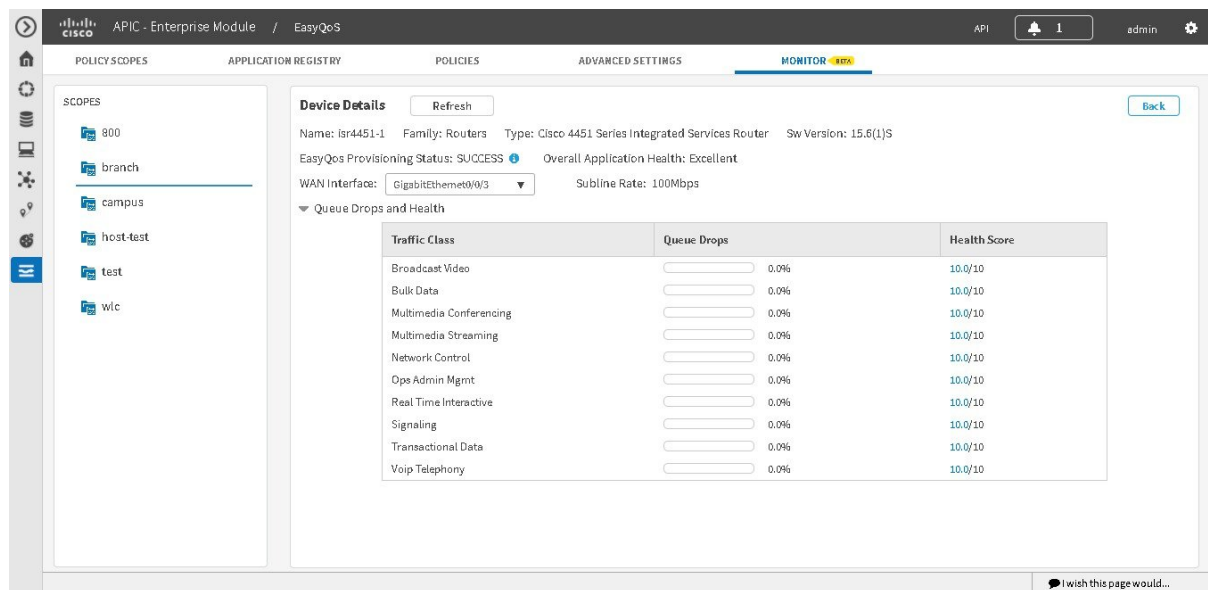 cisco APIC - Enterprise Module / EasyQoS API 1 admin
POLICY SCOPES APPLICATION REGISTRY POLICIES ADVANCED SETTINGS MONITOR BETA
SCOPES
800
branch
campus
host-test
test
wlc
Device Details Refresh Back
Name: isr4451-1 Family: Routers Type: Cisco 4451 Series Integrated Services Router Sw Version: 15.6(1)S
EasyQos Provisioning Status: SUCCESS Overall Application Health: Excellent
WAN Interface: GigabitEthernet0/0/3 Subline Rate: 100Mbps
Queue Drops and Health
Traffic Class Queue Drops Health Score
Broadcast Video 0.0% 10.0/10
Bulk Data 0.0% 10.0/10
Multimedia Conferencing 0.0% 10.0/10
Multimedia Streaming 0.0% 10.0/10
Network Control 0.0% 10.0/10
Ops Admin Mgmt 0.0% 10.0/10
Real Time Interactive 0.0% 10.0/10
Signaling 0.0% 10.0/10
Transactional Data 0.0% 10.0/10
Voip Telephony 0.0% 10.0/10
I wish this page would...